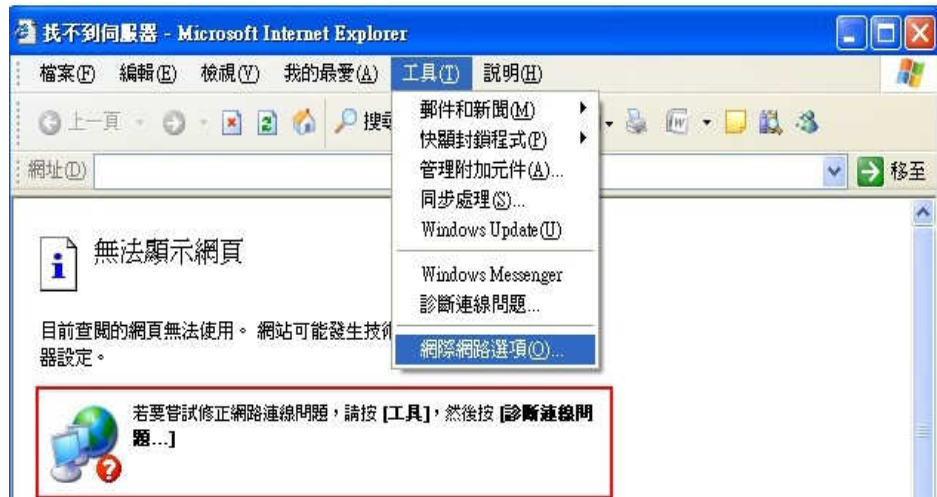 找不到伺服器 - Microsoft Internet Explorer
檔案(F) 編輯(E) 檢視(V) 我的最愛(A) 工具(T) 說明(H)
上一頁 搜尋
網址(D) 移至
郵件和新聞(M)
快顯封鎖程式(P)
管理附加元件(A)...
同步處理(S)...
Windows Update(U)
Windows Messenger
診斷連線問題...
網際網路選項(O)...
無法顯示網頁
目前查閱的網頁無法使用。 網站可能發生技術
器設定。
若要嘗試修正網路連線問題，請按 [工具]，然後按 [診斷連線問
題...]